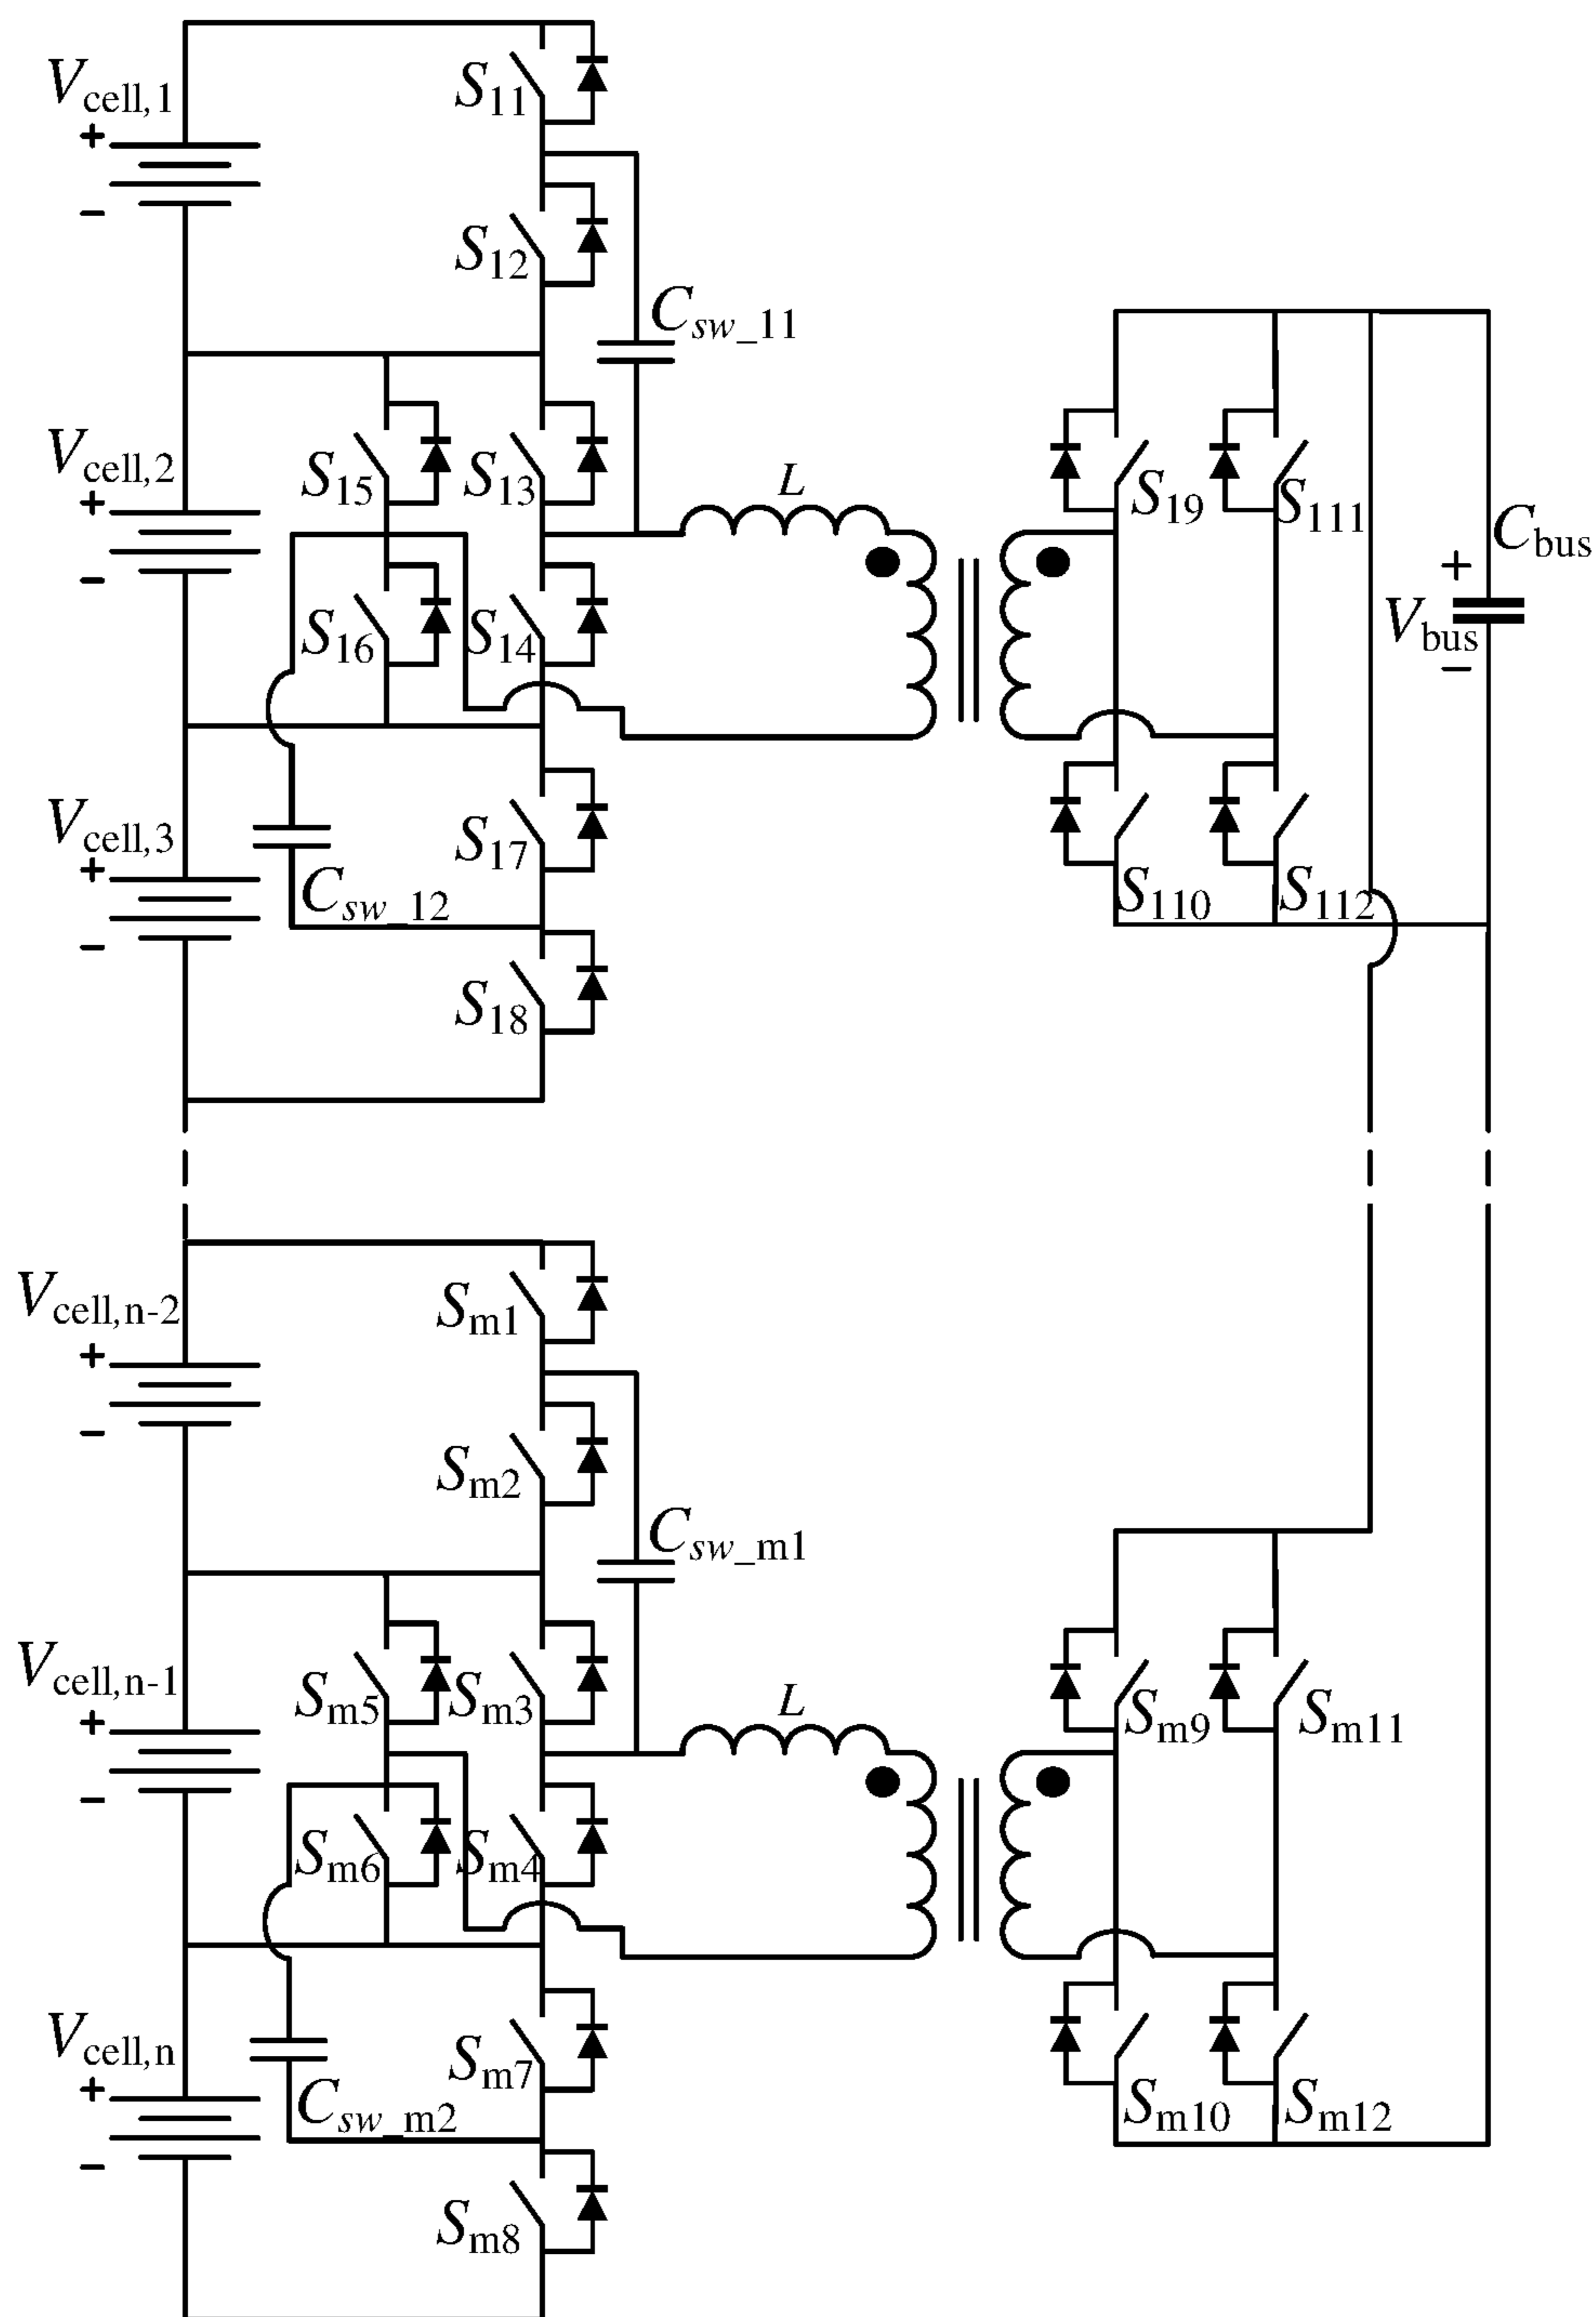 V_cell,1
+
−
S_11
S_12
C_sw_11
V_cell,2
+
−
S_15
S_13
L
S_19
S_111
C_bus
+
V_bus
−
S_16
S_14
V_cell,3
+
−
S_17
C_sw_12
S_110
S_112
S_18
V_cell,n-2
+
−
S_m1
S_m2
C_sw_m1
V_cell,n-1
+
−
S_m5
S_m3
L
S_m9
S_m11
S_m6
S_m4
V_cell,n
+
−
S_m7
C_sw_m2
S_m10
S_m12
S_m8